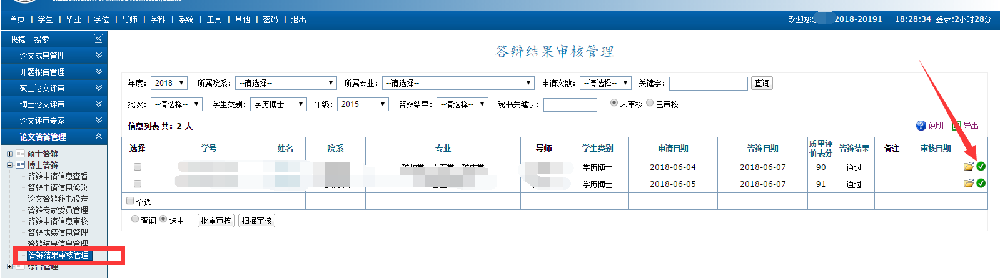 首页 | 学生 | 毕业 | 学位 | 导师 | 学科 | 系统 | 工具 | 其他 | 密码 | 退出
欢迎您: 2018-20191 18:28:34 登录:2小时28分
快捷 搜索
论文成果管理
开题报告管理
硕士论文评审
博士论文评审
论文评审专家
论文答辩管理
硕士答辩
博士答辩
答辩申请信息查看
答辩申请信息修改
论文答辩秘书设定
答辩专家委员管理
答辩申请信息审核
答辩成绩信息管理
答辩结果信息管理
答辩结果审核管理
综合管理
答辩结果审核管理
年度: 2018 所属院系: --请选择-- 所属专业: --请选择-- 申请次数: --请选择-- 关键字: 查询
批次: --请选择-- 学生类别: 学历博士 年级: 2015 答辩结果: --请选择-- 秘书关键字: 未审核 已审核
信息列表 共: 2 人 说明 导出
选择 学号 姓名 院系 专业 导师 学生类别 申请日期 答辩日期 质量评价表分 答辩结果 备注 审核日期
学历博士 2018-06-04 2018-06-07 90 通过
学历博士 2018-06-05 2018-06-07 91 通过
全选
查询 选中 批量审核 扫描审核